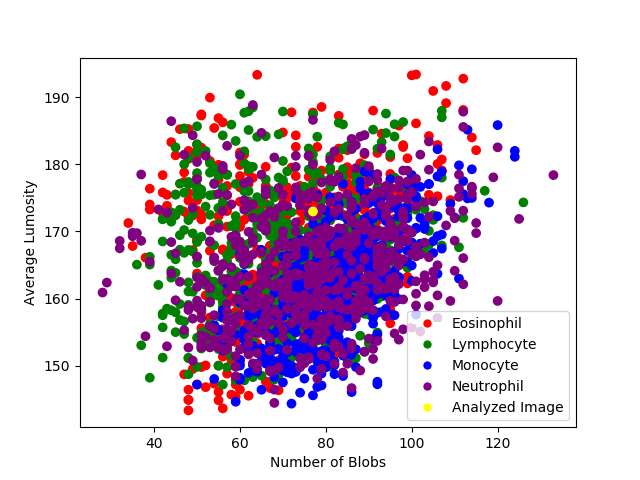 190
180
170
160
150
Average Lumosity
40
60
80
100
120
Number of Blobs
Eosinophil
Lymphocyte
Monocyte
Neutrophil
Analyzed Image